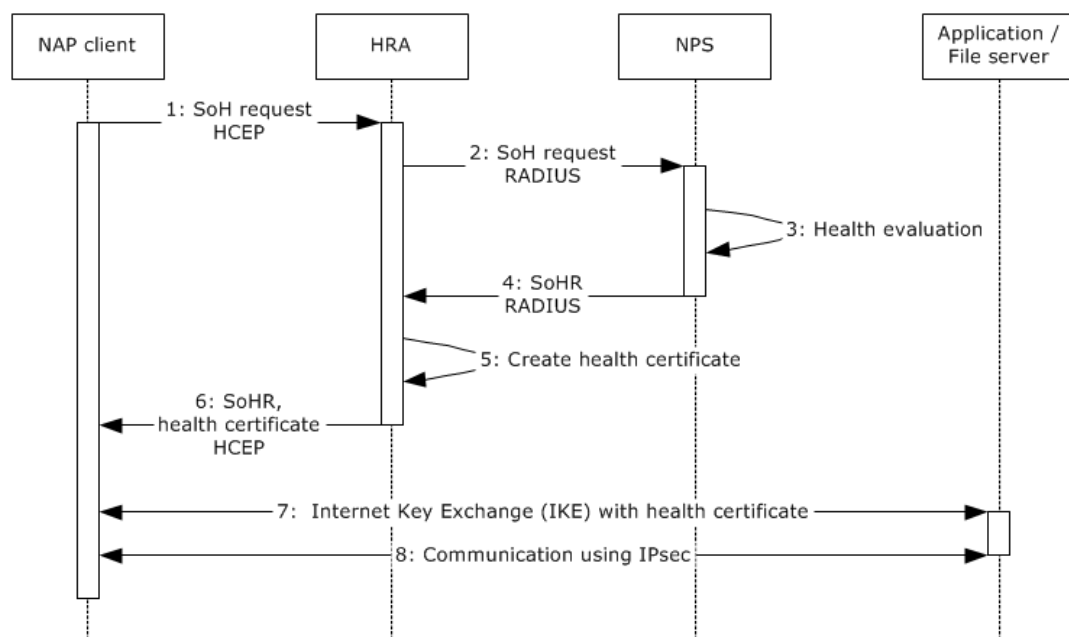 NAP client
HRA
NPS
Application /
File server
1: SoH request
HCEP
2: SoH request
RADIUS
3: Health evaluation
4: SoHR
RADIUS
5: Create health certificate
6: SoHR,
health certificate
HCEP
7: Internet Key Exchange (IKE) with health certificate
8: Communication using IPsec